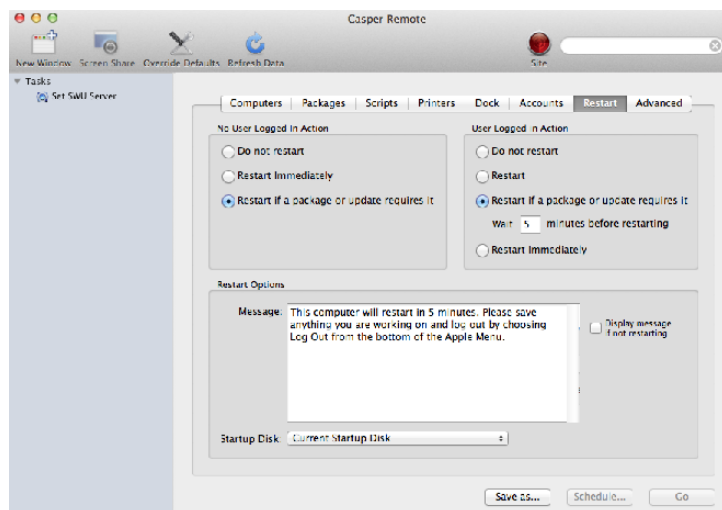 Casper Remote
New Window Screen Share Override Defaults Refresh Data Site
Tasks
Set SWU Server
Computers Packages Scripts Printers Dock Accounts Restart Advanced
No User Logged In Action
Do not restart
Restart Immediately
Restart if a package or update requires it
User Logged In Action
Do not restart
Restart
Restart if a package or update requires it
Wait 5 minutes before restarting
Restart Immediately
Restart Options
Message: This computer will restart in 5 minutes. Please save
anything you are working on and log out by choosing
Log Out from the bottom of the Apple Menu.
Display message
if not restarting
Startup Disk: Current Startup Disk
Save as... Schedule... Go